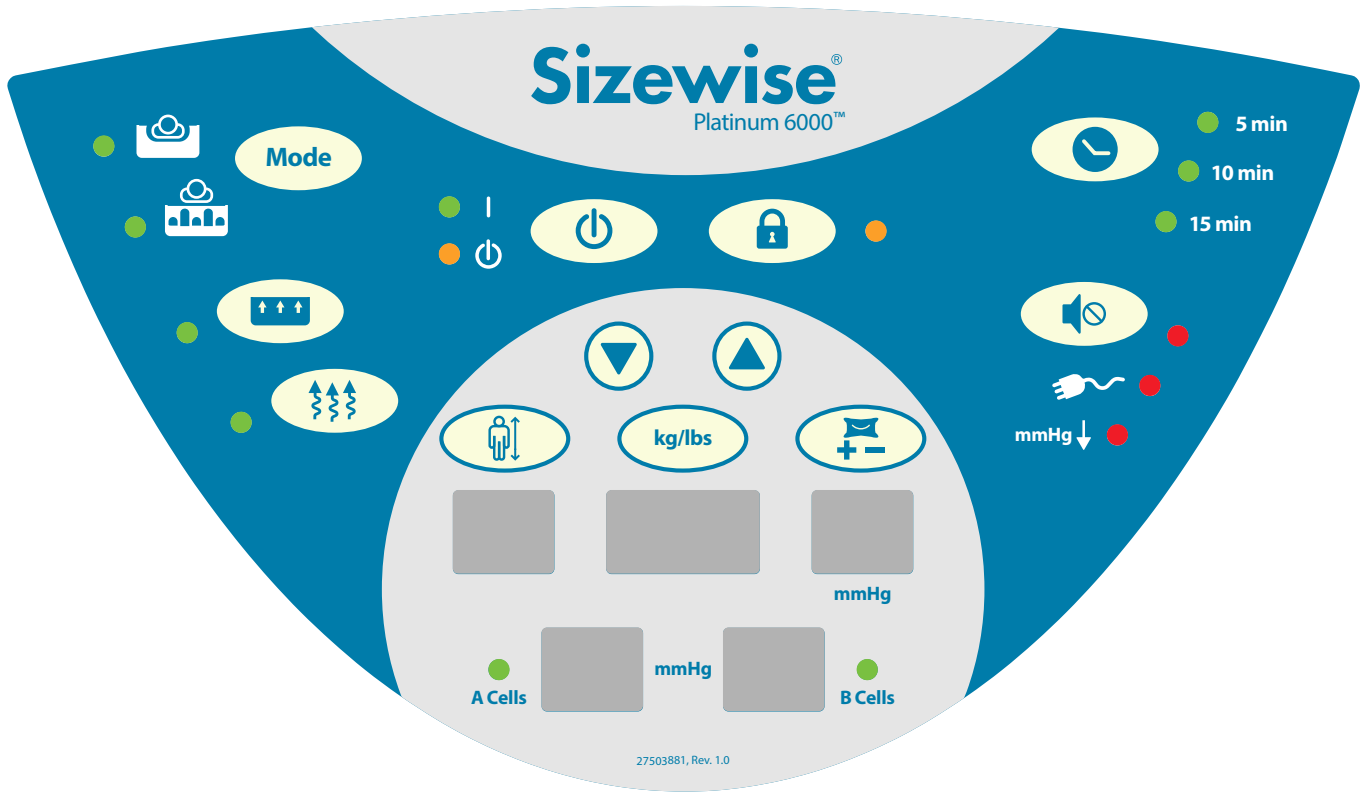 Sizewise®
Platinum 6000™
Mode
5 min
10 min
15 min
kg/lbs
mmHg
mmHg
A Cells
mmHg
B Cells
27503881, Rev. 1.0